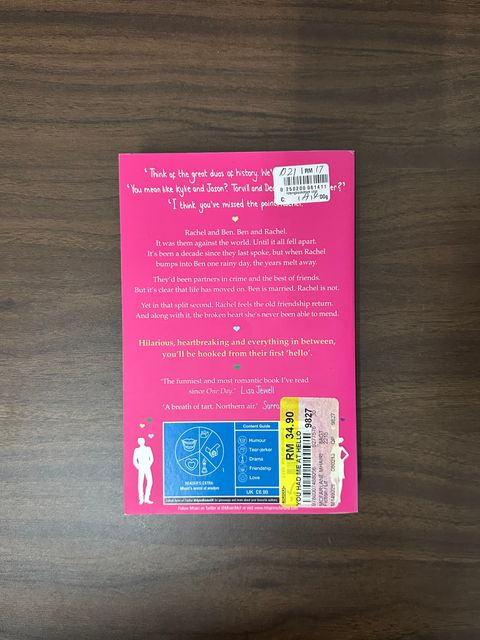 'Think of the great duos of history. We'
'You mean like Kylie and Jason? Torvill and De er?'
'I think you've missed the point
D21 RM 17
Rachel and Ben. Ben and Rachel.
It was them against the world. Until it all fell apart.
It's been a decade since they last spoke, but when Rachel
bumps into Ben one rainy day, the years melt away.
They'd been partners in crime and the best of friends.
But it's clear that life has moved on. Ben is married. Rachel is not.
Yet in that split second, Rachel feels the old friendship return.
And along with it, the broken heart she's never been able to mend.
Hilarious, heartbreaking and everything in between,
you'll be hooked from their first 'hello'.
'The funniest and most romantic book I've read
since One Day.' Lisa Jewell
'A breath of tart, Northern air.'
Content Guide
Humour
Tear-jerker
Drama
Friendship
Love
READER'S EXTRA:
UK £6.99
RM 34.90
YOU HAD ME AT HELLO
9827
MCFARLANE MHAIRI